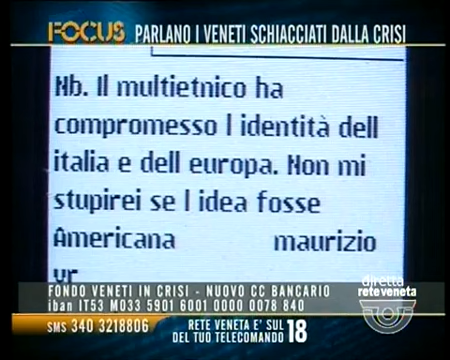 FOCUS PARLANO I VENETI SCHIACCIATI DALLA CRISI
Nb. Il multietnico ha
compromesso l identità dell
italia e dell europa. Non mi
stupirei se l idea fosse
Americana maurizio
vr
diretta
reteveneta
FONDO VENETI IN CRISI - NUOVO CC BANCARIO
iban IT53 M033 5901 6001 0000 0078 840
SMS 340 3218806
RETE VENETA E' SUL
DEL TUO TELECOMANDO 18